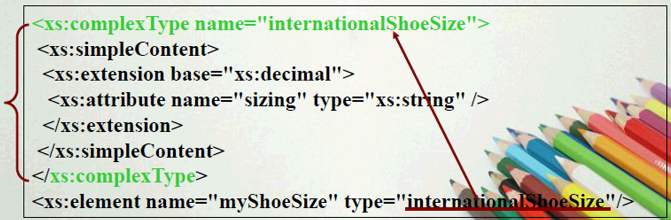 <xs:complexType name="internationalShoeSize">
<xs:simpleContent>
<xs:extension base="xs:decimal">
<xs:attribute name="sizing" type="xs:string" />
</xs:extension>
</xs:simpleContent>
</xs:complexType>
<xs:element name="myShoeSize" type="internationalShoeSize"/>